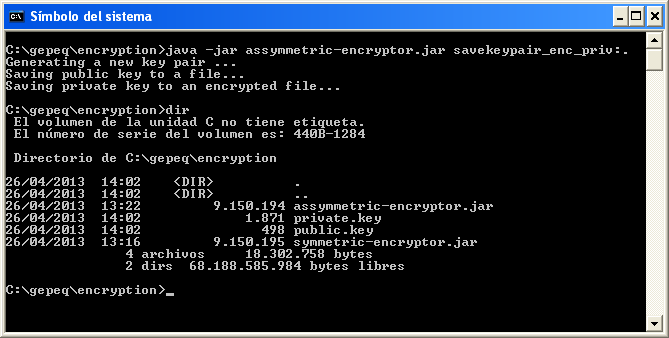 Símbolo del sistema
C:\gepeq\encryption>java -jar assymmetric-encryptor.jar savekeypair_enc_priv:.
Generating a new key pair ...
Saving public key to a file...
Saving private key to an encrypted file...
C:\gepeq\encryption>dir
El volumen de la unidad C no tiene etiqueta.
El número de serie del volumen es: 440B-1284
Directorio de C:\gepeq\encryption
26/04/2013  14:02    <DIR>          .
26/04/2013  14:02    <DIR>          ..
26/04/2013  13:22         9.150.194 assymmetric-encryptor.jar
26/04/2013  14:02             1.871 private.key
26/04/2013  14:02               498 public.key
26/04/2013  13:16         9.150.195 symmetric-encryptor.jar
4 archivos     18.302.758 bytes
2 dirs  68.188.585.984 bytes libres
C:\gepeq\encryption>_